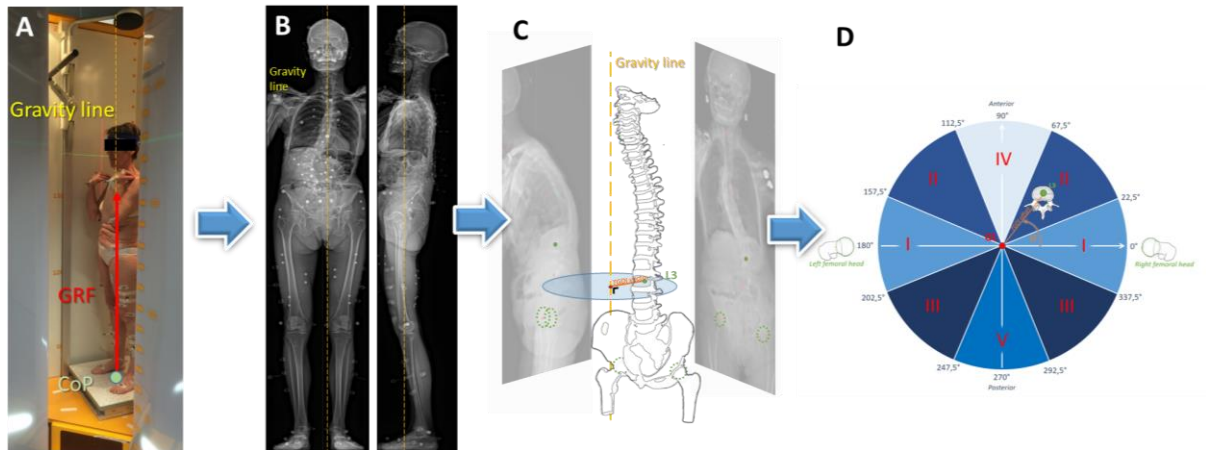 A
Gravity line
GRF
CoP
B
Gravity
line
C
Gravity line
L3
D
Anterior
90°
112,5°
67,5°
IV
II
II
157,5°
22,5°
L3
I
I
180°
0°
Left femoral head
Right femoral head
202,5°
337,5°
III
III
V
247,5°
292,5°
270°
Posterior